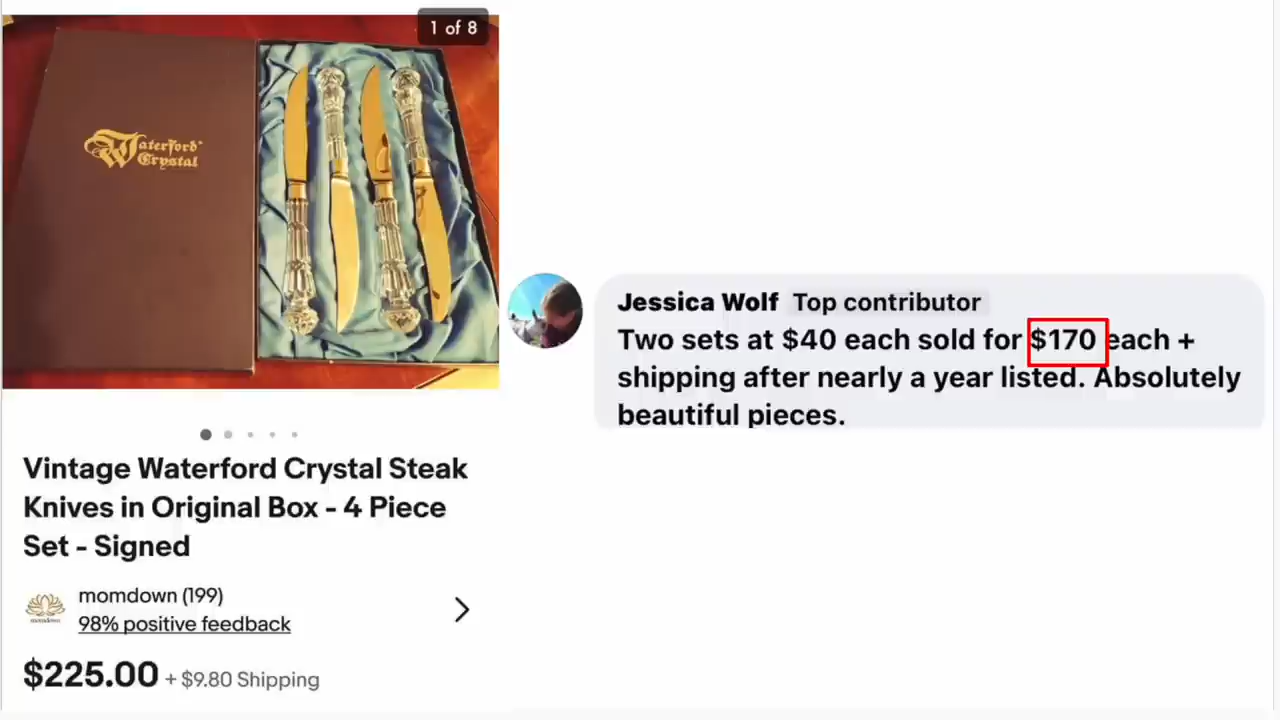 1 of 8
Waterford
Crystal
Jessica Wolf Top contributor
Two sets at $40 each sold for $170 each +
shipping after nearly a year listed. Absolutely
beautiful pieces.
Vintage Waterford Crystal Steak
Knives in Original Box - 4 Piece
Set - Signed
momdown (199)
98% positive feedback
$225.00 + $9.80 Shipping